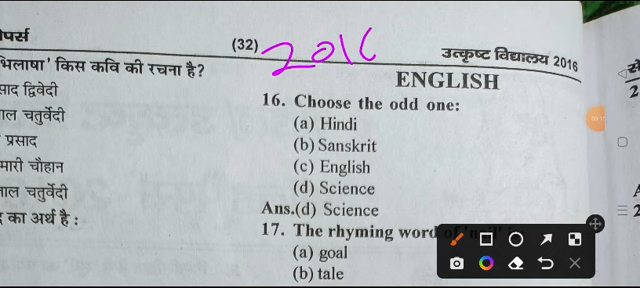 पेपर्स
(32)
2016
उत्कृष्ट विद्यालय 2016
भिलाषा' किस कवि की रचना है?
साद द्विवेदी
लाल चतुर्वेदी
प्रसाद
मारी चौहान
लाल चतुर्वेदी
का अर्थ है :
ENGLISH
16. Choose the odd one:
(a) Hindi
(b) Sanskrit
(c) English
(d) Science
Ans.(d) Science
17. The rhyming word of
(a) goal
(b) tale